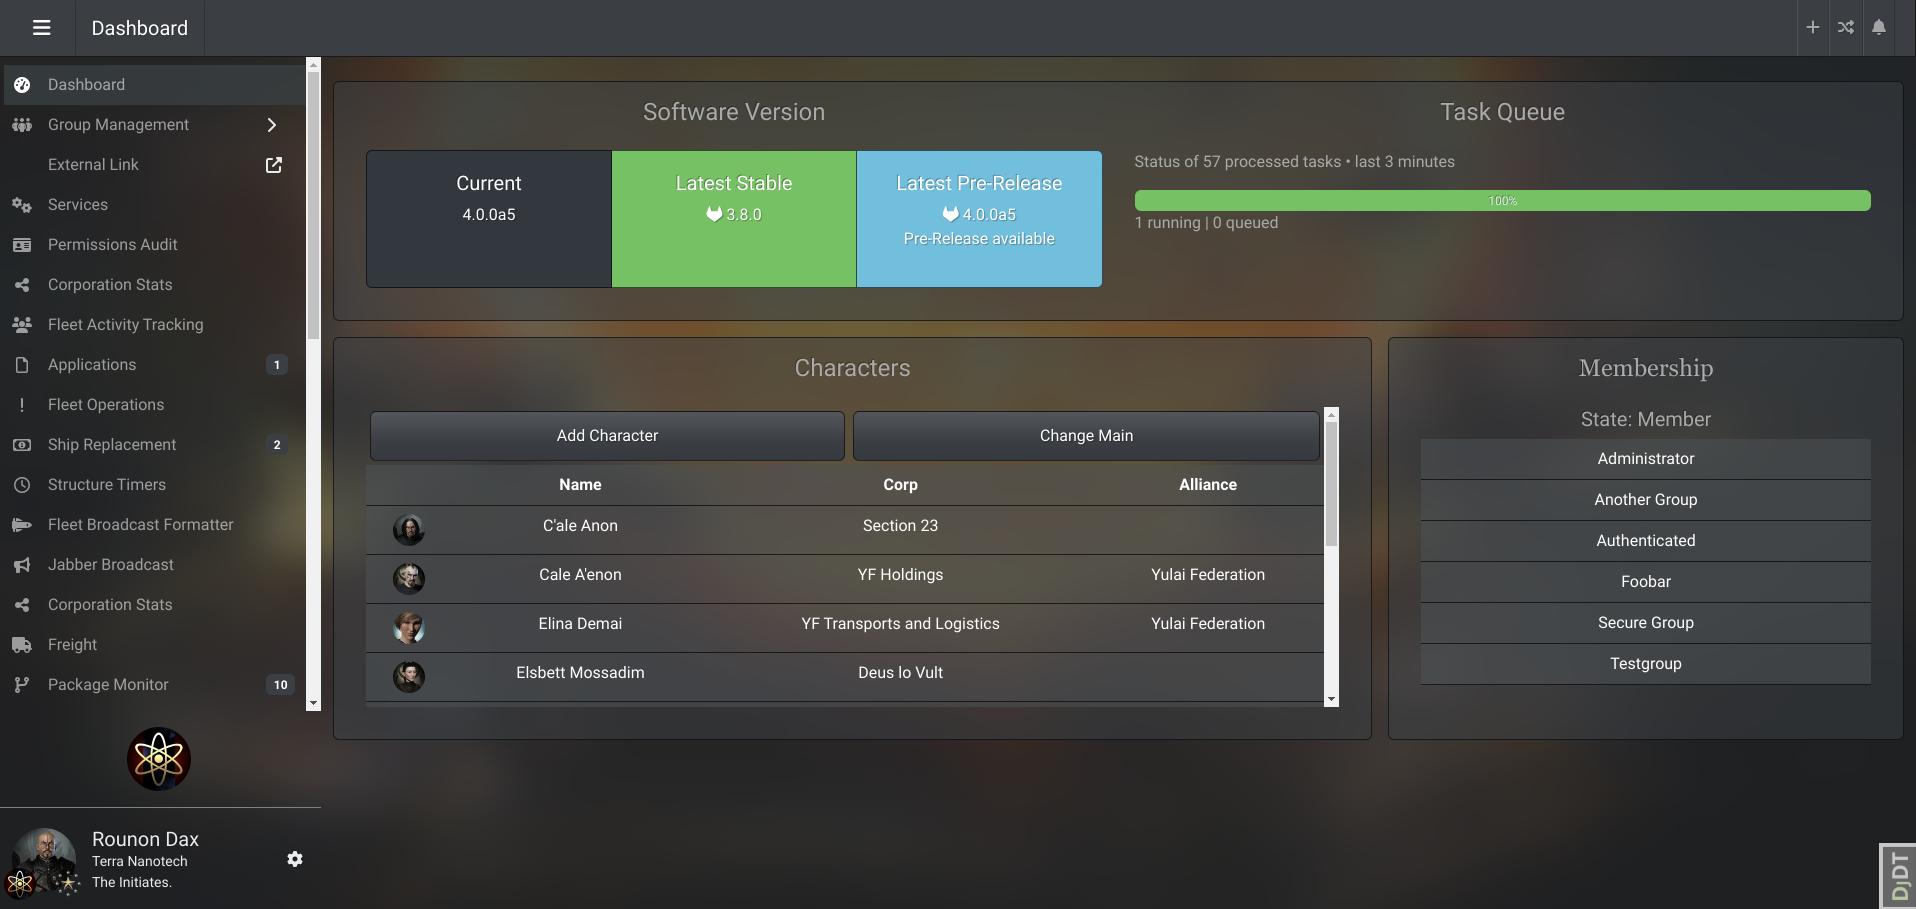 Dashboard
Dashboard
Group Management
External Link
Services
Permissions Audit
Corporation Stats
Fleet Activity Tracking
Applications 1
Fleet Operations
Ship Replacement 2
Structure Timers
Fleet Broadcast Formatter
Jabber Broadcast
Corporation Stats
Freight
Package Monitor 10
Rounon Dax
Terra Nanotech
The Initiates.
Software Version
Current
4.0.0a5
Latest Stable
3.8.0
Latest Pre-Release
4.0.0a5
Pre-Release available
Task Queue
Status of 57 processed tasks • last 3 minutes
100%
1 running | 0 queued
Characters
Add Character Change Main
Name Corp Alliance
C'ale Anon Section 23
Cale A'enon YF Holdings Yulai Federation
Elina Demai YF Transports and Logistics Yulai Federation
Elsbett Mossadim Deus lo Vult
Membership
State: Member
Administrator
Another Group
Authenticated
Foobar
Secure Group
Testgroup
DjDT